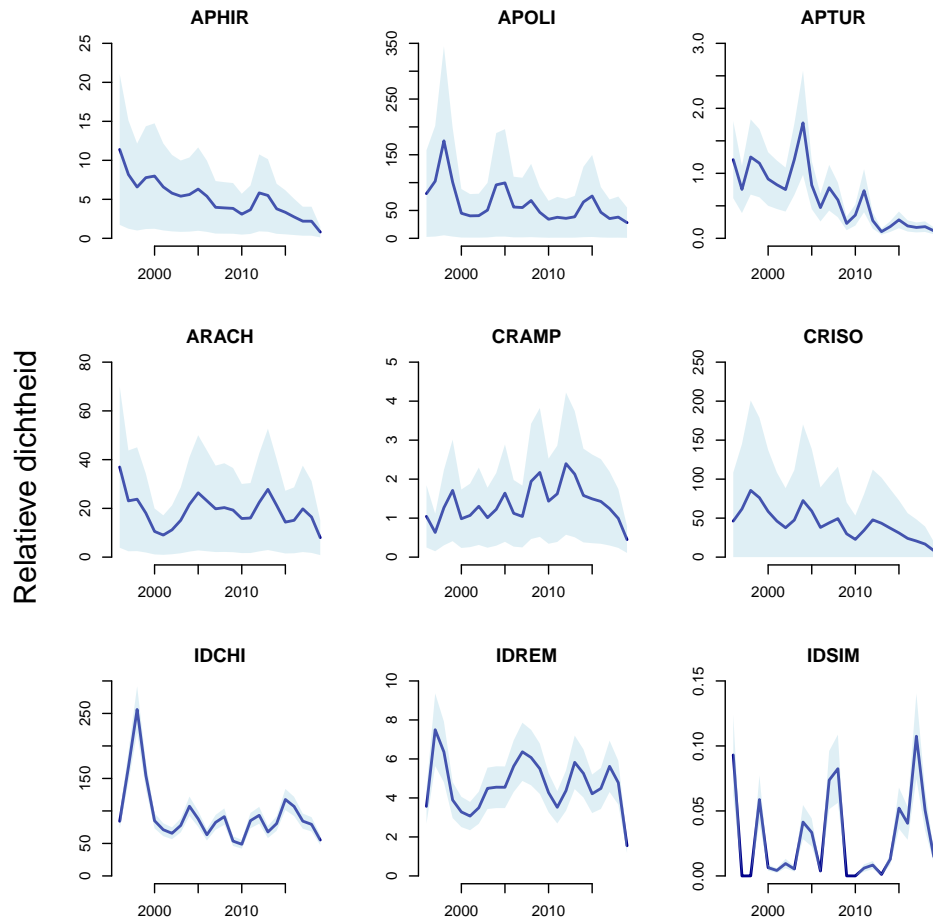 APHIR
APOLI
APTUR
0 5 10 15 20 25
0 50 150 250 350
0.0 1.0 2.0 3.0
2000 2010
2000 2010
2000 2010
Relatieve dichtheid
ARACH
CRAMP
CRISO
0 20 40 60 80
0 1 2 3 4 5
0 50 100 150 200 250
2000 2010
2000 2010
2000 2010
IDCHI
IDREM
IDSIM
0 50 150 250
0 2 4 6 8 10
0.00 0.05 0.10 0.15
2000 2010
2000 2010
2000 2010